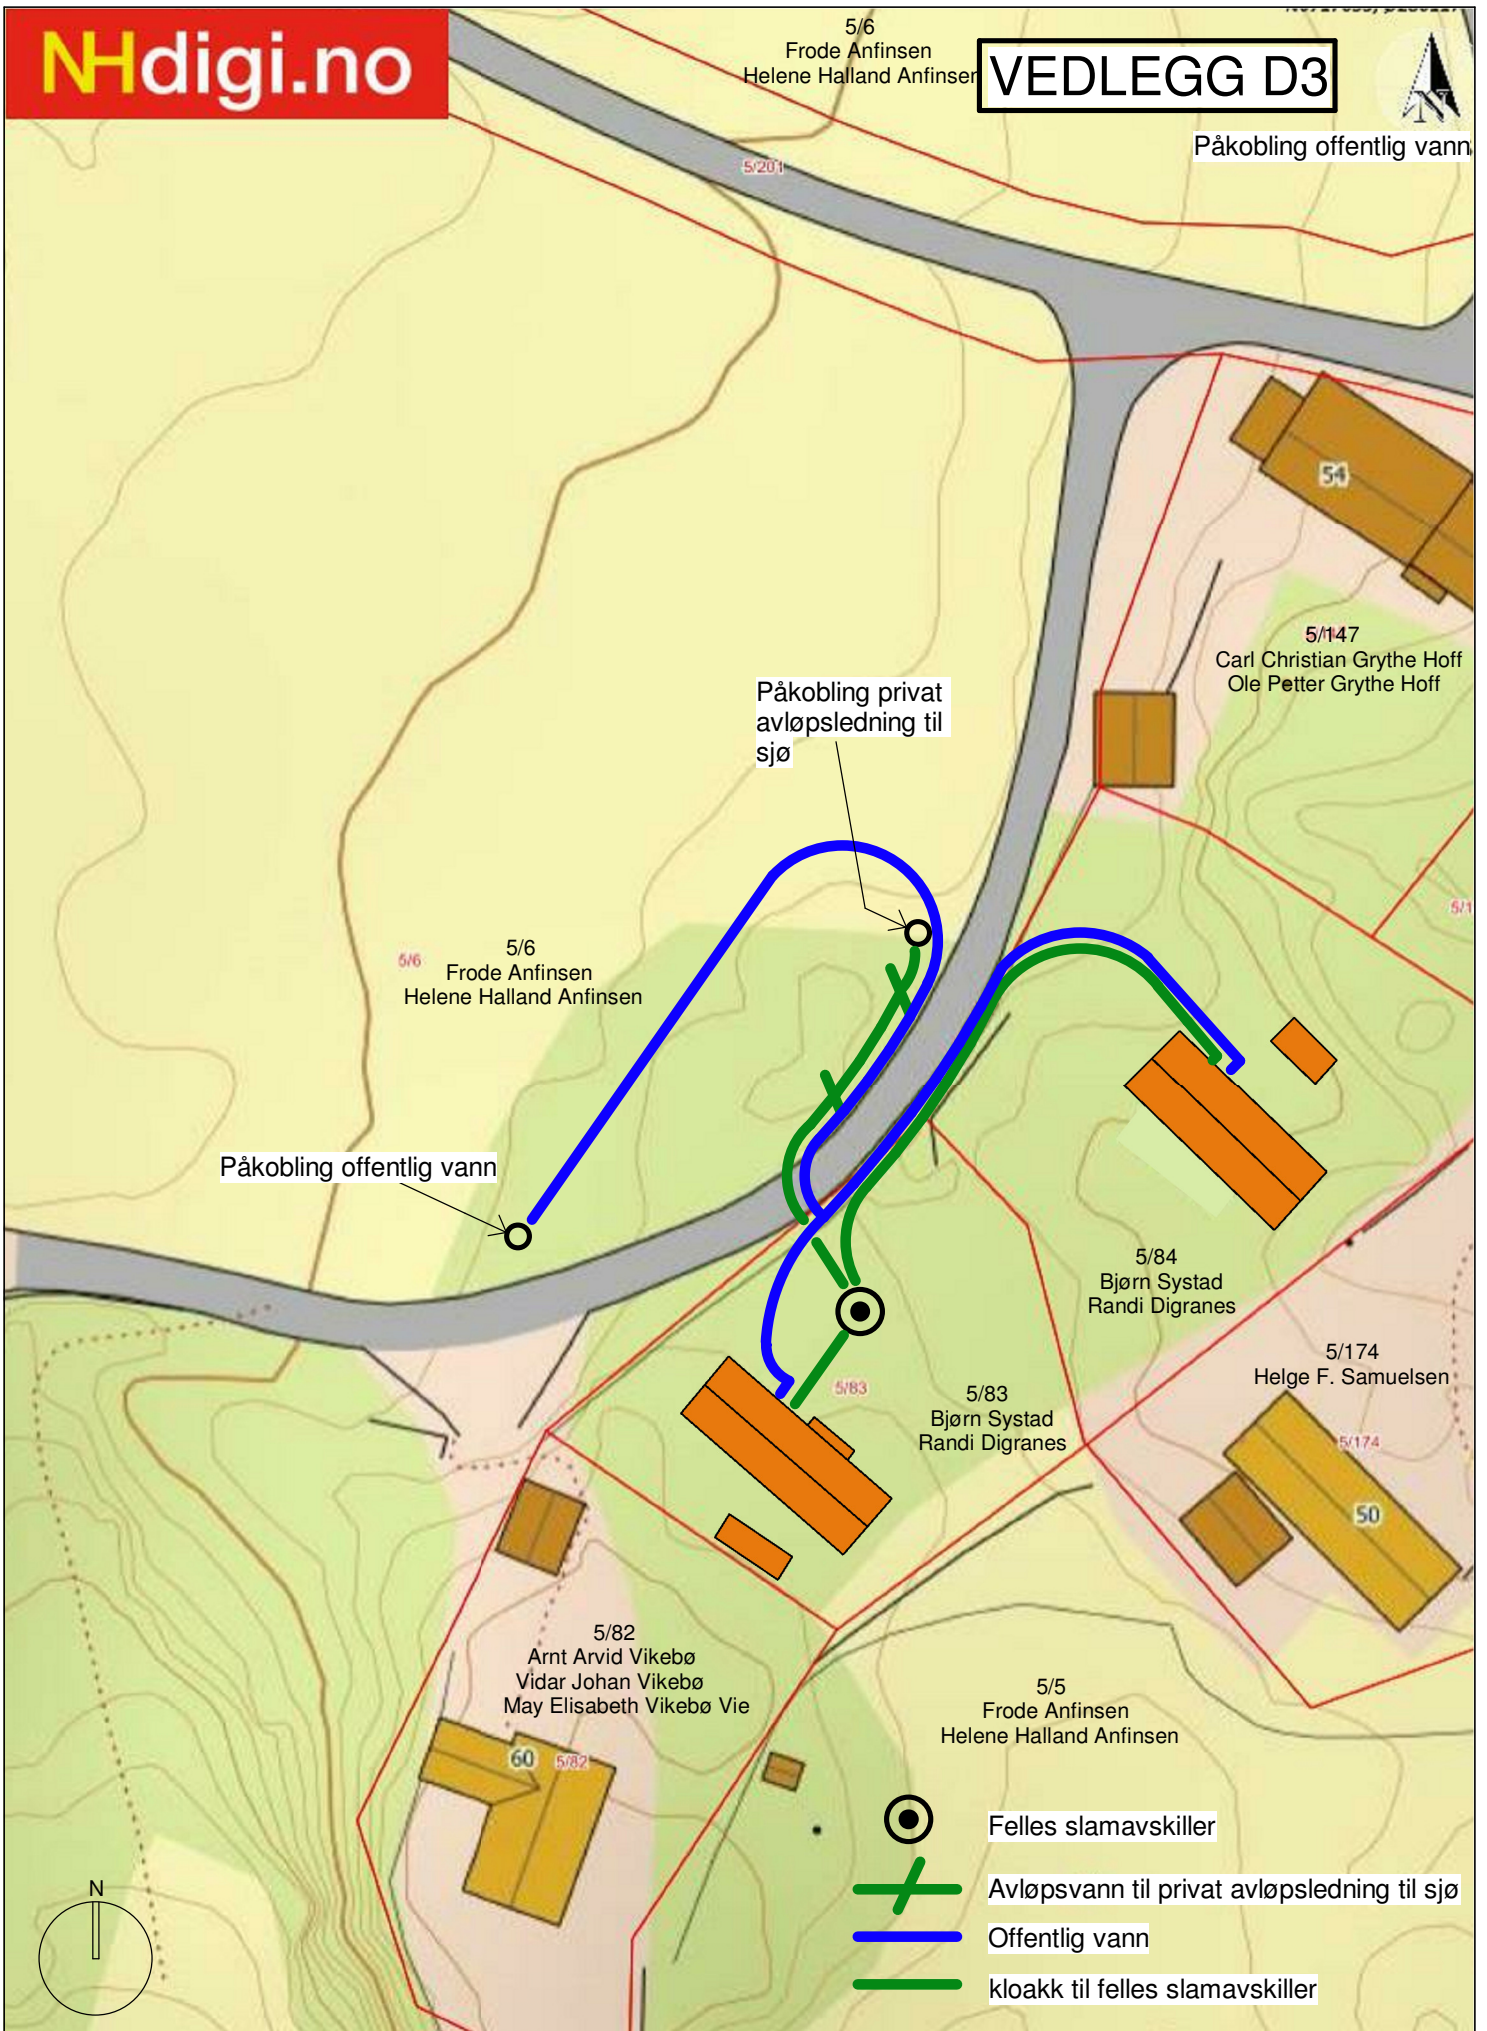 NHdigi.no
5/6
Frode Anfinsen
Helene Halland Anfinsen
VEDLEGG D3
N
Påkobling offentlig vann
5/201
54
5/147
Carl Christian Grythe Hoff
Ole Petter Grythe Hoff
Påkobling privat
avløpsledning til
sjø
5/1
5/6
5/6
Frode Anfinsen
Helene Halland Anfinsen
Påkobling offentlig vann
5/84
Bjørn Systad
Randi Digranes
5/174
Helge F. Samuelsen
5/83
5/83
Bjørn Systad
Randi Digranes
5/174
50
5/82
Arnt Arvid Vikebø
Vidar Johan Vikebø
May Elisabeth Vikebø Vie
5/5
Frode Anfinsen
Helene Halland Anfinsen
60
5/82
Felles slamavskiller
N
Avløpsvann til privat avløpsledning til sjø
Offentlig vann
kloakk til felles slamavskiller